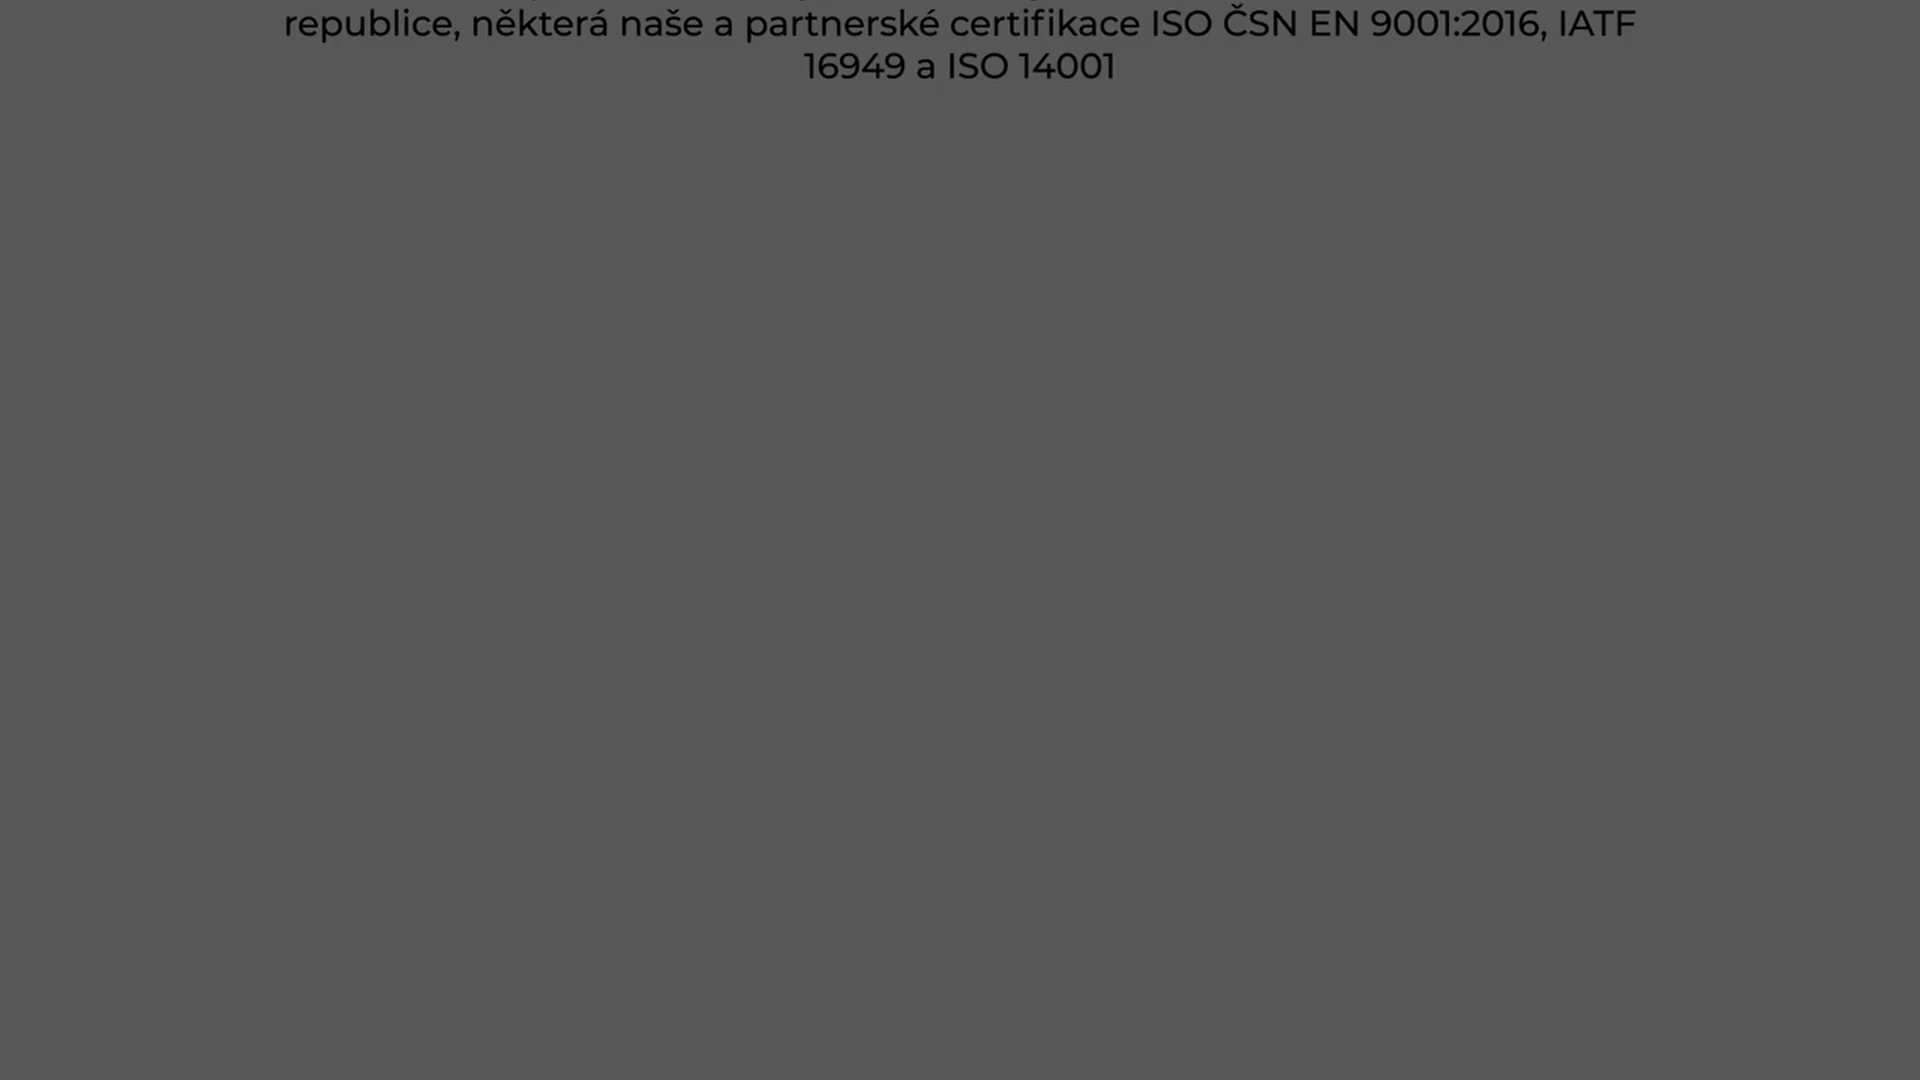 republice, některá naše a partnerské certifikace ISO ČSN EN 9001:2016, IATF
16949 a ISO 14001